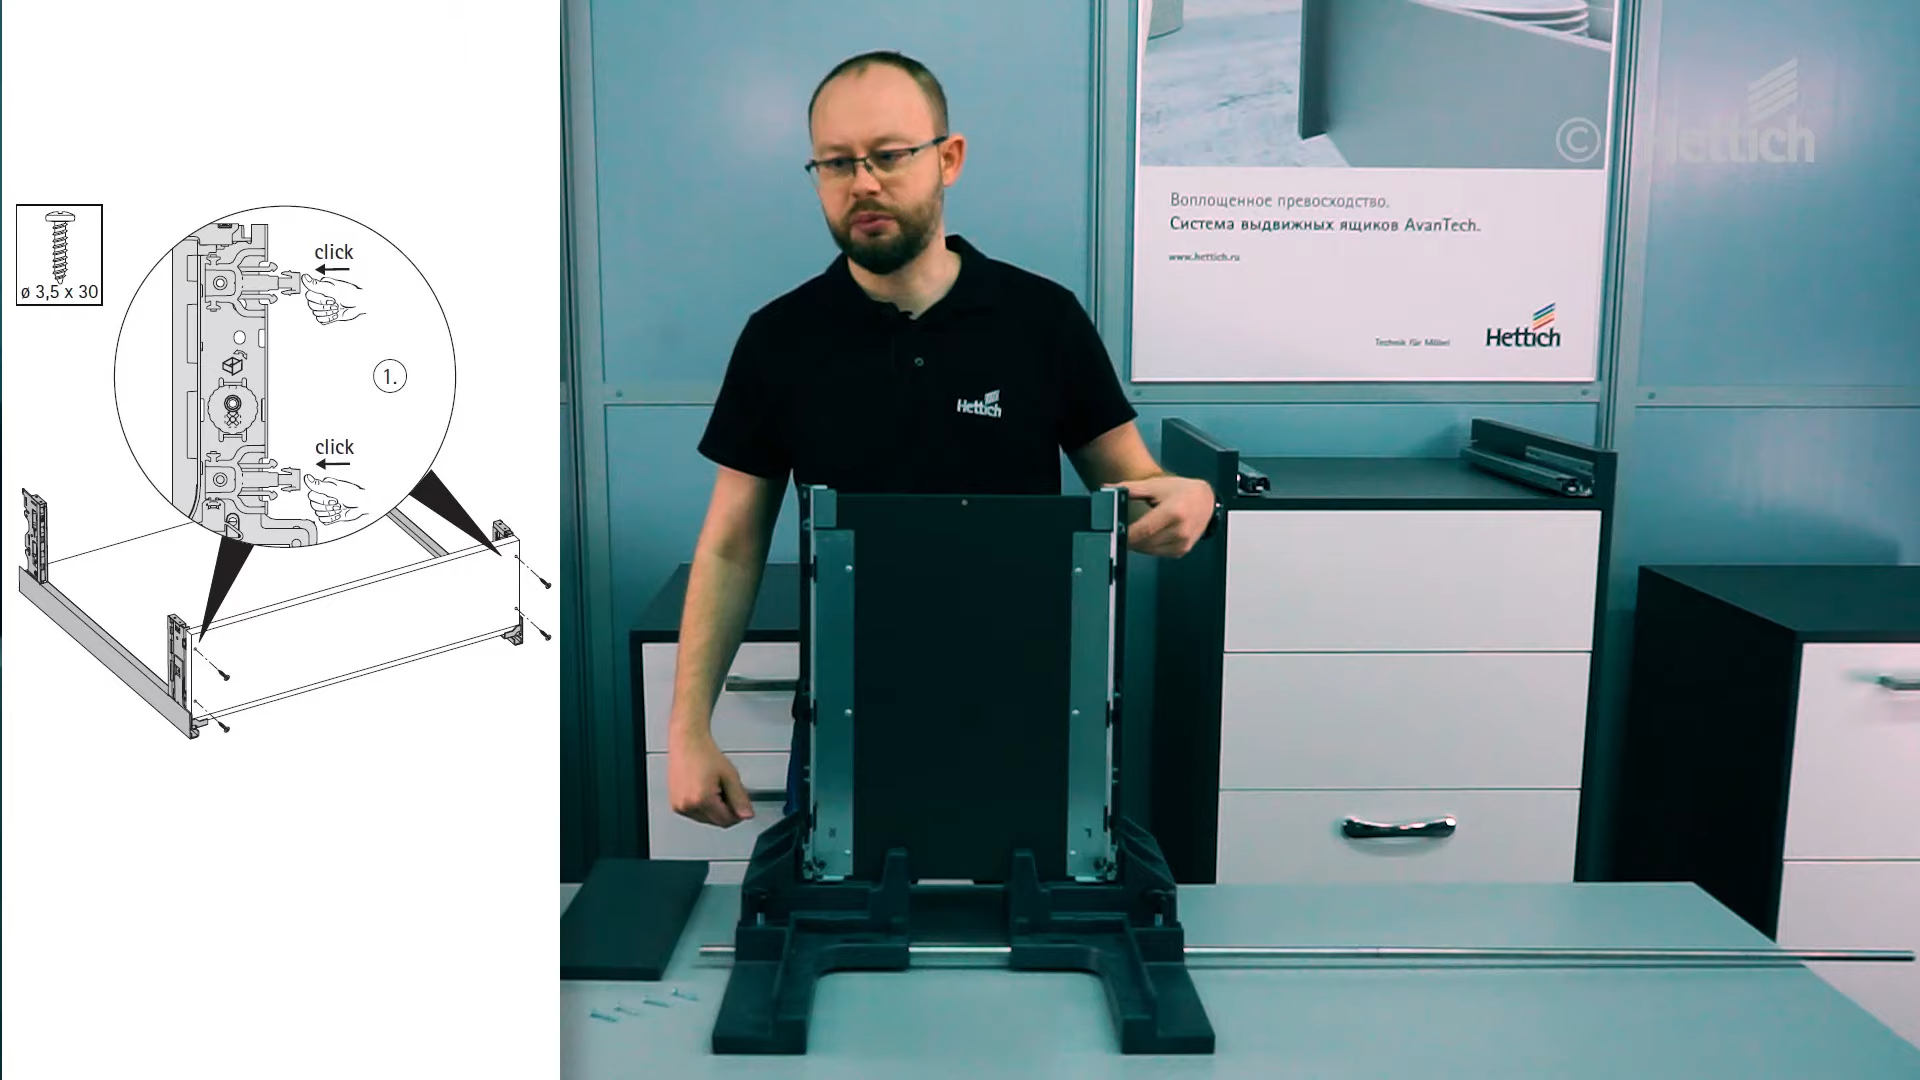 ø 3,5 x 30
click
1.
click
Воплощенное превосходство.
Система выдвижных ящиков AvanTech.
www.hettich.ru
Technik für Möbel
Hettich
Hettich
© Hettich